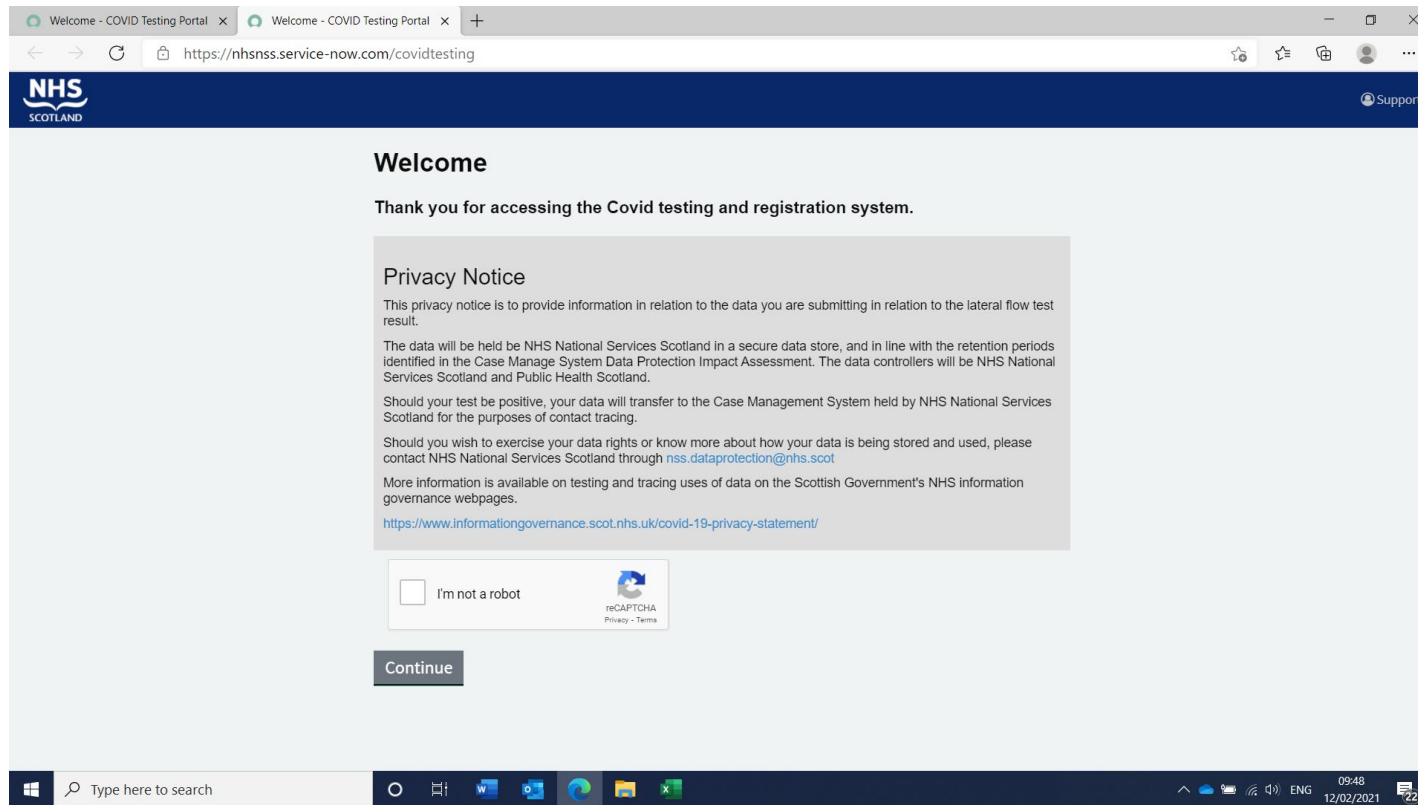 Welcome - COVID Testing Portal
Welcome - COVID Testing Portal
https://nhsnss.service-now.com/covidtesting
NHS
SCOTLAND
Suppor
Welcome
Thank you for accessing the Covid testing and registration system.
Privacy Notice
This privacy notice is to provide information in relation to the data you are submitting in relation to the lateral flow test
result.
The data will be held be NHS National Services Scotland in a secure data store, and in line with the retention periods
identified in the Case Manage System Data Protection Impact Assessment. The data controllers will be NHS National
Services Scotland and Public Health Scotland.
Should your test be positive, your data will transfer to the Case Management System held by NHS National Services
Scotland for the purposes of contact tracing.
Should you wish to exercise your data rights or know more about how your data is being stored and used, please
contact NHS National Services Scotland through nss.dataprotection@nhs.scot
More information is available on testing and tracing uses of data on the Scottish Government's NHS information
governance webpages.
https://www.informationgovernance.scot.nhs.uk/covid-19-privacy-statement/
I'm not a robot
reCAPTCHA
Privacy - Terms
Continue
Type here to search
ENG
09:48
12/02/2021
22